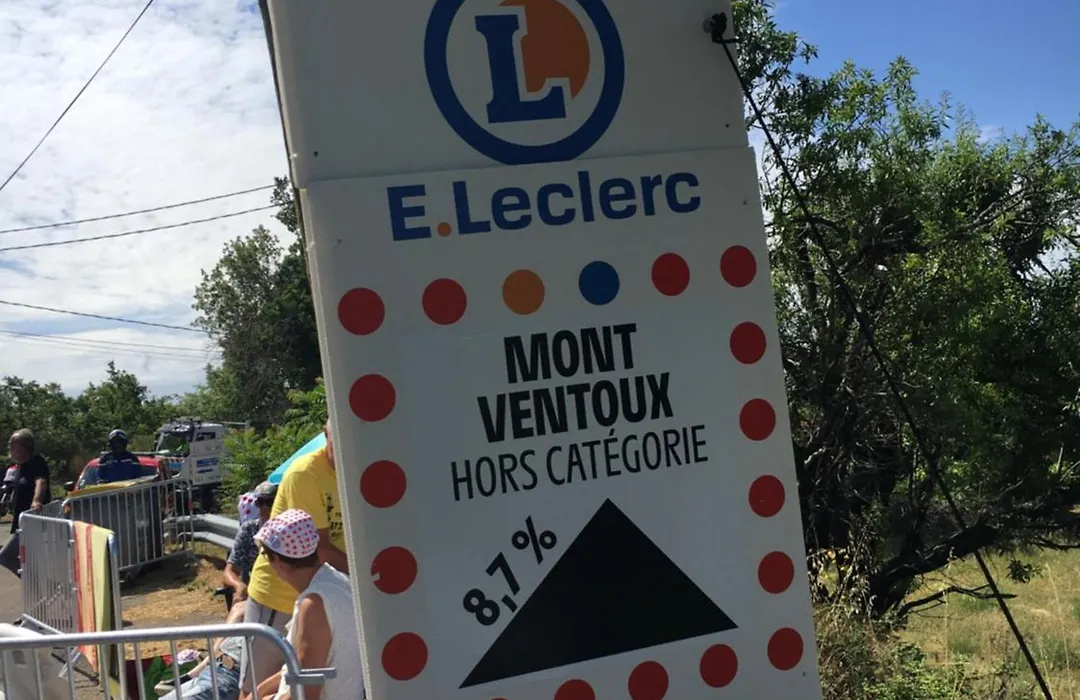 L
E.Leclerc
MONT
VENTOUX
HORS CATÉGORIE
8,7%